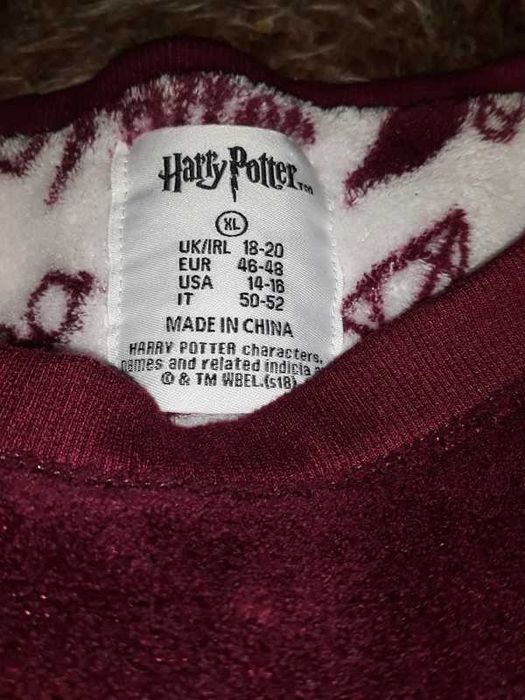 Harry Potter TM
XL
UK/IRL 18-20
EUR 46-48
USA 14-16
IT 50-52
MADE IN CHINA
HARRY POTTER characters,
names and related indicia a
© & TM WBEI.(s18)